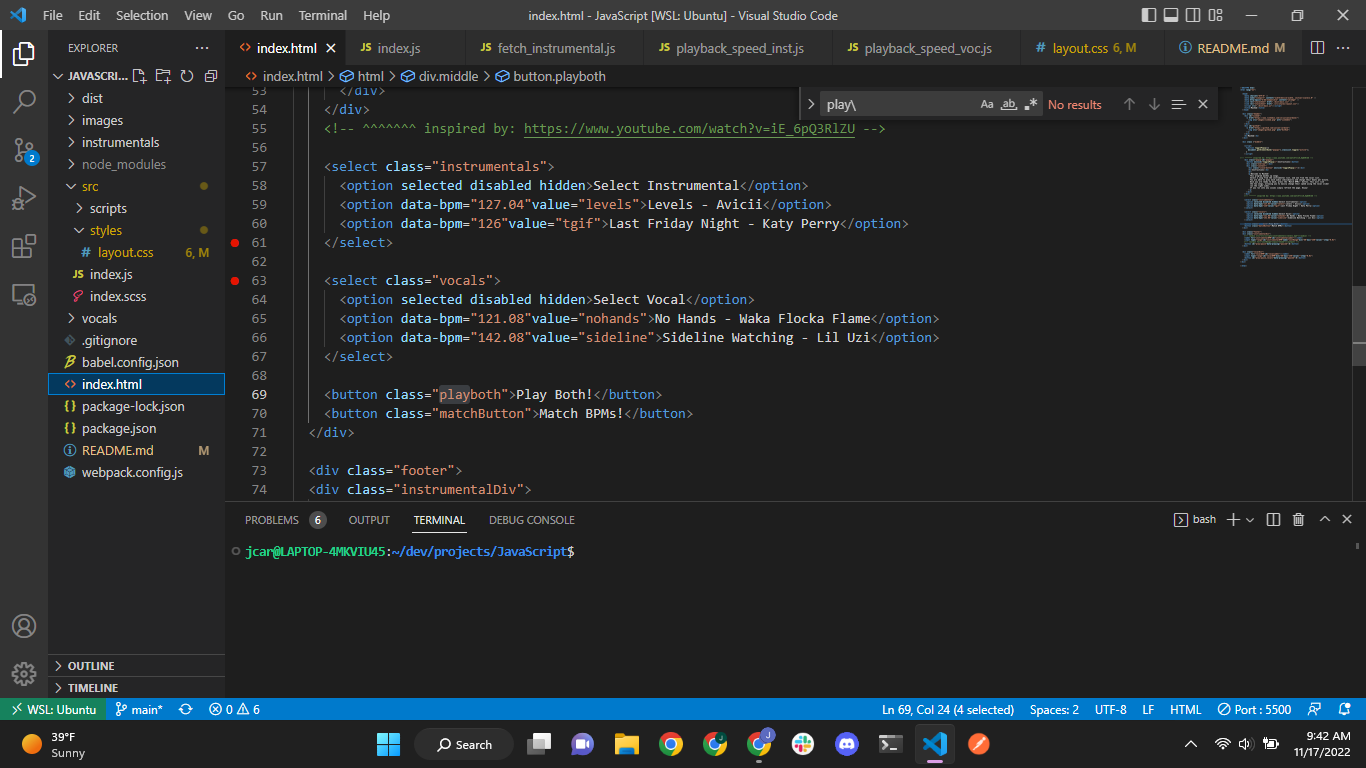 File Edit Selection View Go Run Terminal Help index.html - JavaScript [WSL: Ubuntu] - Visual Studio Code
EXPLORER
JAVASCRI...
dist
images
instrumentals
node_modules
src
scripts
styles
# layout.css 6, M
JS index.js
index.scss
vocals
.gitignore
babel.config.json
<> index.html
{} package-lock.json
{} package.json
README.md M
webpack.config.js
OUTLINE
TIMELINE
2
<> index.html JS index.js JS fetch_instrumental.js JS playback_speed_inst.js JS playback_speed_voc.js # layout.css 6, M README.md M
<> index.html > html > div.middle > button.playboth
play\ Aa ab .* No results
53 </div>
54 </div>
55 <!-- ^^^^^^^ inspired by: https://www.youtube.com/watch?v=iE_6pQ3RlZU -->
56
57 <select class="instrumentals">
58 <option selected disabled hidden>Select Instrumental</option>
59 <option data-bpm="127.04"value="levels">Levels - Avicii</option>
60 <option data-bpm="126"value="tgif">Last Friday Night - Katy Perry</option>
61 </select>
62
63 <select class="vocals">
64 <option selected disabled hidden>Select Vocal</option>
65 <option data-bpm="121.08"value="nohands">No Hands - Waka Flocka Flame</option>
66 <option data-bpm="142.08"value="sideline">Sideline Watching - Lil Uzi</option>
67 </select>
68
69 <button class="playboth">Play Both!</button>
70 <button class="matchButton">Match BPMs!</button>
71 </div>
72
73 <div class="footer">
74 <div class="instrumentalDiv">
PROBLEMS 6 OUTPUT TERMINAL DEBUG CONSOLE bash
jcar@LAPTOP-4MKVIU45:~/dev/projects/JavaScript$
WSL: Ubuntu main* 0 6 Ln 69, Col 24 (4 selected) Spaces: 2 UTF-8 LF HTML Port : 5500
39°F
Sunny
Search
J
9:42 AM
11/17/2022